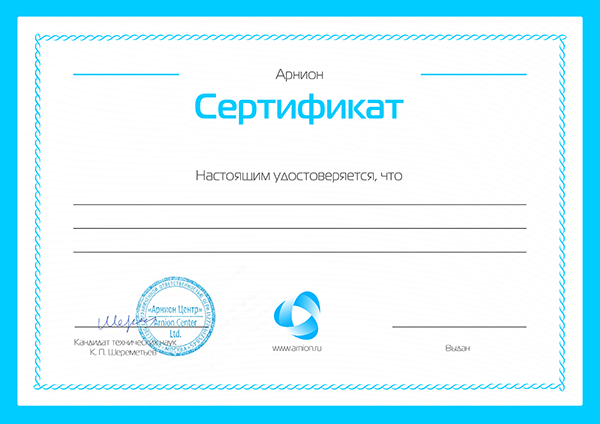 Арнион
Сертификат
Настоящим удостоверяется, что
«Арнион Центр»
Arnion Center
Ltd.
Кандидат технических наук
К. П. Шереметьев
www.arnion.ru
Выдан